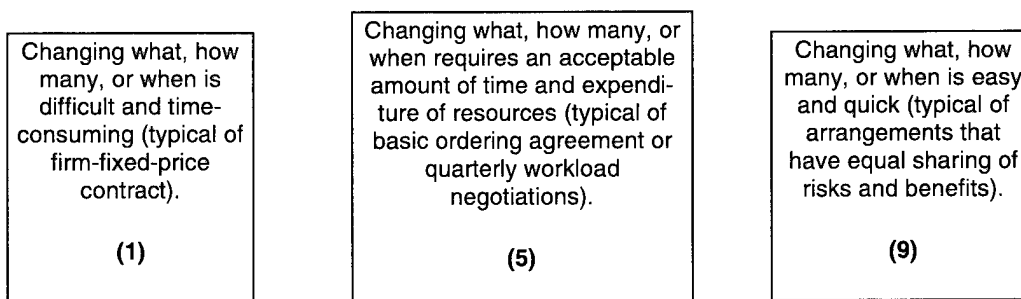 Changing what, how
many, or when is
difficult and time-
consuming (typical of
firm-fixed-price
contract).
(1)
Changing what, how many, or
when requires an acceptable
amount of time and expendi-
ture of resources (typical of
basic ordering agreement or
quarterly workload
negotiations).
(5)
Changing what, how
many, or when is easy
and quick (typical of
arrangements that
have equal sharing of
risks and benefits).
(9)